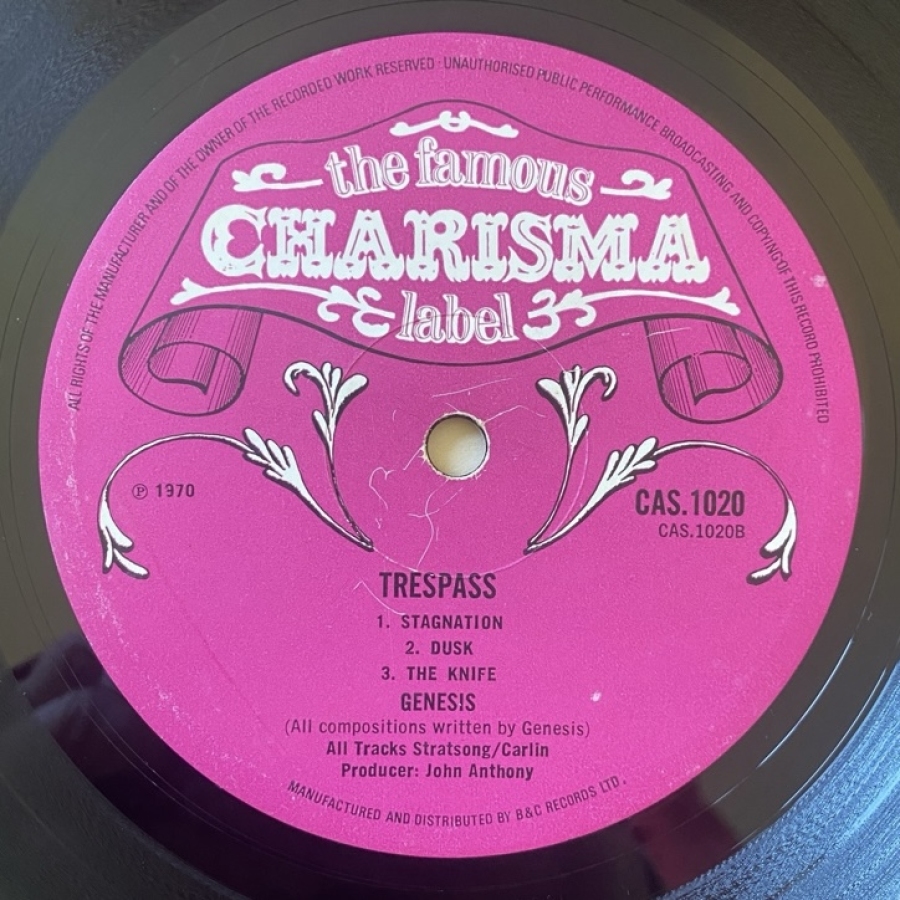 ALL RIGHTS OF THE MANUFACTURER AND OF THE OWNER OF THE RECORDED WORK RESERVED · UNAUTHORISED PUBLIC PERFORMANCE BROADCASTING AND COPYING OF THIS RECORD PROHIBITED
the famous
CHARISMA
label
℗ 1970
CAS.1020
CAS.1020B
TRESPASS
1. STAGNATION
2. DUSK
3. THE KNIFE
GENESIS
(All compositions written by Genesis)
All Tracks Stratsong/Carlin
Producer: John Anthony
MANUFACTURED AND DISTRIBUTED BY B&C RECORDS LTD.